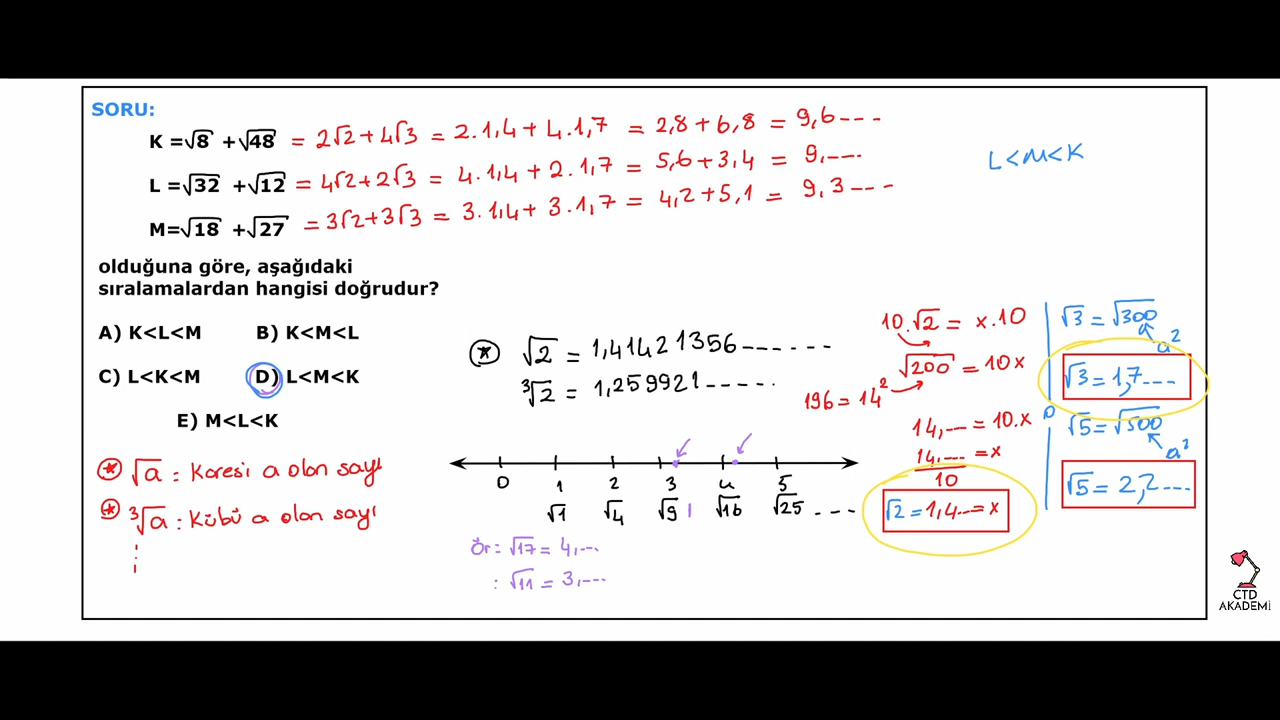 SORU:
K =√8 +√48 = 2√2 + 4√3 = 2.1,4 + 4.1,7 = 2,8 + 6,8 = 9,6---
L =√32 +√12 = 4√2 + 2√3 = 4.1,4 + 2.1,7 = 5,6 + 3,4 = 9,----
M=√18 +√27 = 3√2 + 3√3 = 3.1,4 + 3.1,7 = 4,2 + 5,1 = 9,3---
L<M<K
olduğuna göre, aşağıdaki
sıralamalardan hangisi doğrudur?
A) K<L<M B) K<M<L
C) L<K<M D) L<M<K
E) M<L<K
* √a : Karesi a olan sayı
* ³√a : Kübü a olan sayı
* √2 = 1,41421356------
³√2 = 1,259921-----
0 1 2 3 4 5
√1 √4 √9 √16 √25 ----
Ör: √17 = 4,---
: √11 = 3,---
10.√2 = x.10
√200 = 10x
196 = 14²
14,--- = 10.x
14,---- = x
10
√2 = 1,4--- = x
√3 = √300
a²
√3 = 1,7----
√5 = √500
a²
√5 = 2,2---
CTD
AKADEMİ